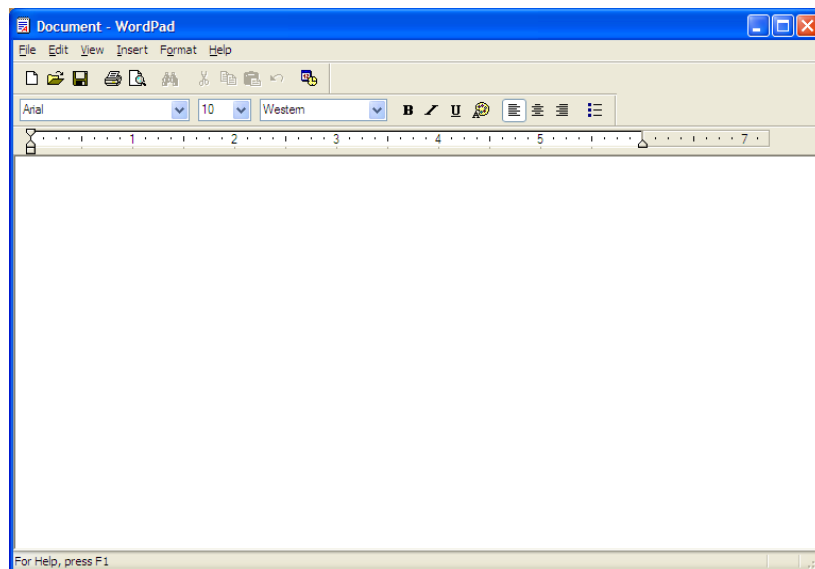 Document - WordPad
File Edit View Insert Format Help
Arial 10 Western B I U
1 2 3 4 5 7
For Help, press F1